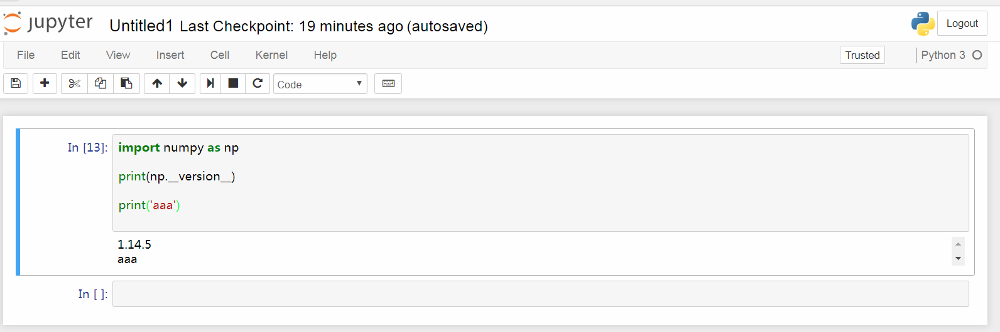 jupyter Untitled1 Last Checkpoint: 19 minutes ago (autosaved) Logout
File Edit View Insert Cell Kernel Help Trusted Python 3
Code
In [13]: import numpy as np
print(np.__version__)
print('aaa')
1.14.5
aaa
In [ ]: